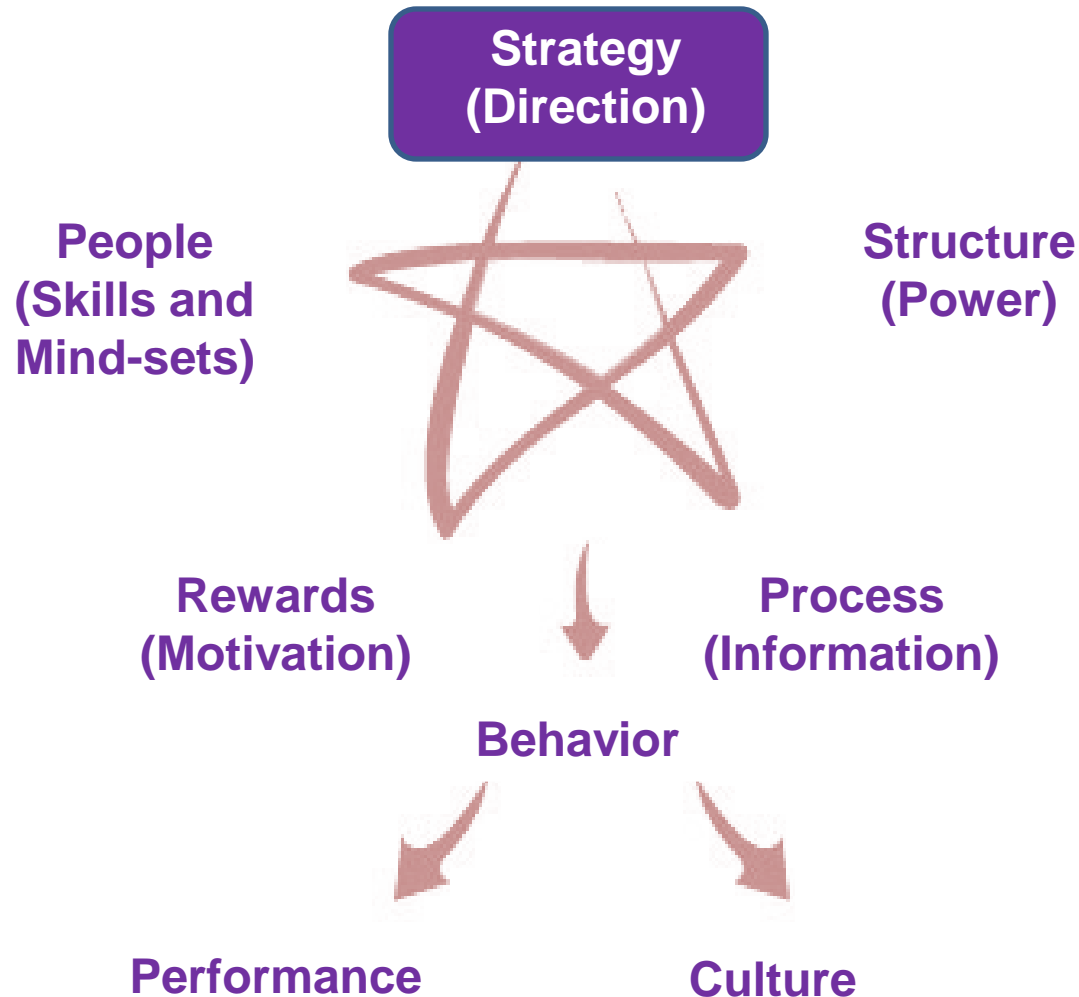 Strategy
(Direction)
People
(Skills and
Mind-sets)
Structure
(Power)
Rewards
(Motivation)
Process
(Information)
Behavior
Performance
Culture